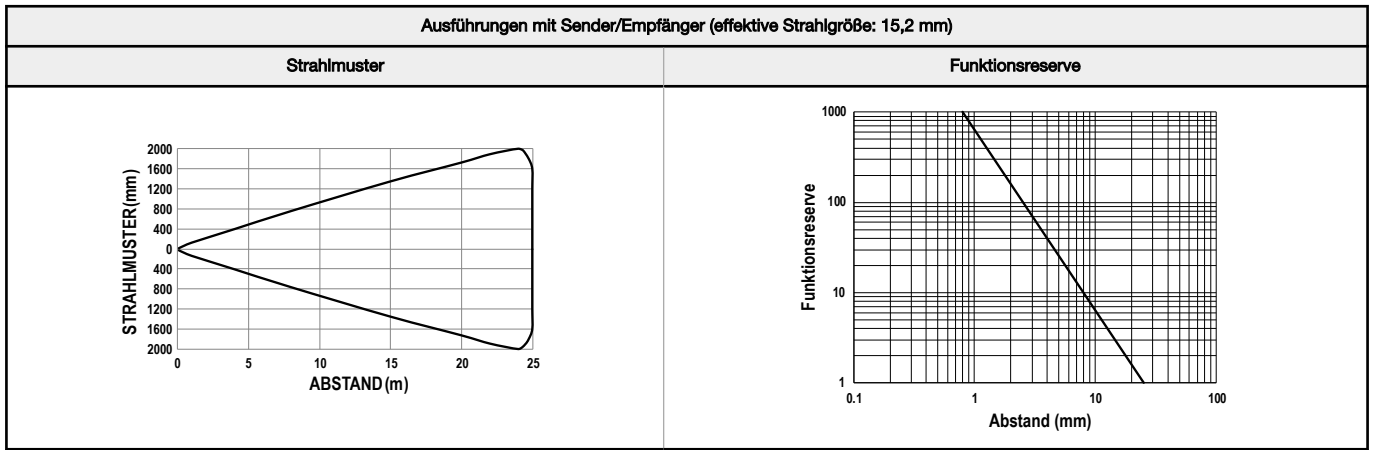 Ausführungen mit Sender/Empfänger (effektive Strahlgröße: 15,2 mm)
Strahlmuster
Funktionsreserve
STRAHLMUSTER (mm)
2000
1600
1200
800
400
0
400
800
1200
1600
2000
0 5 10 15 20 25
ABSTAND (m)
Funktionsreserve
1000
100
10
1
0.1 1 10 100
Abstand (mm)